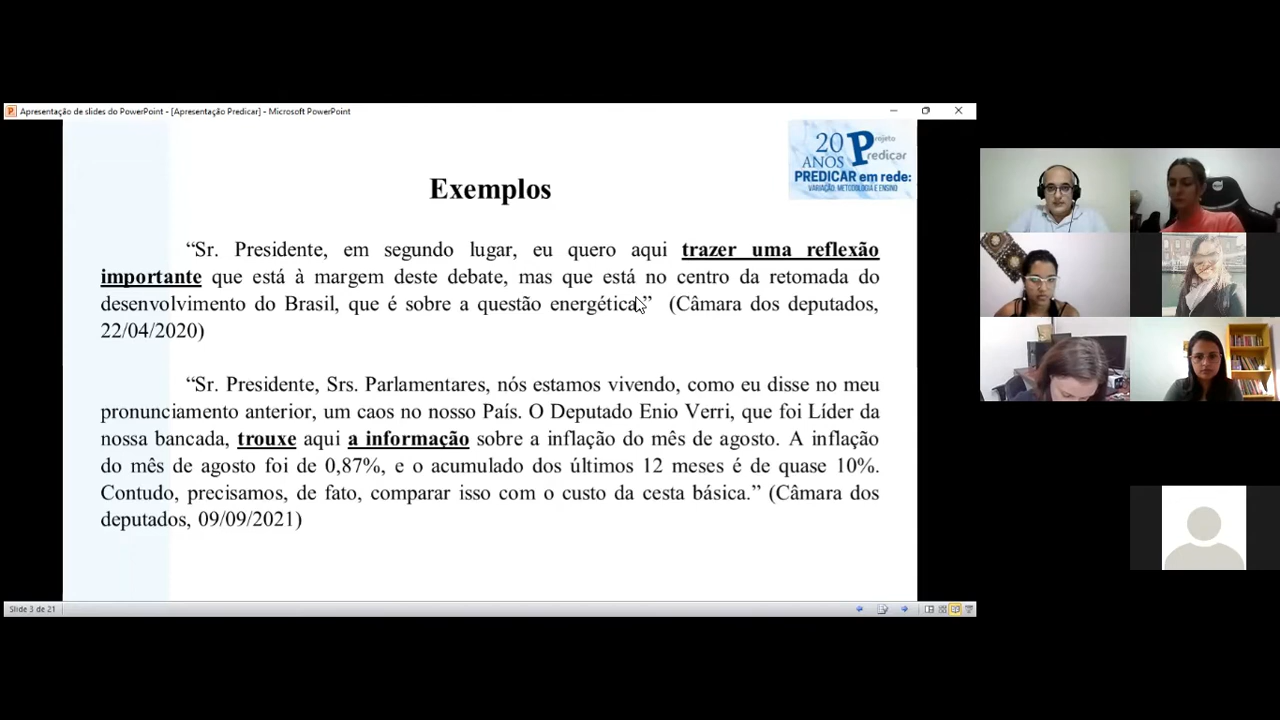 Apresentação de slides do PowerPoint - [Apresentação Predicar] - Microsoft PowerPoint
20 ANOS
Projeto
Predicar
PREDICAR em rede:
VARIAÇÃO, METODOLOGIA E ENSINO
Exemplos
“Sr. Presidente, em segundo lugar, eu quero aqui trazer uma reflexão
importante que está à margem deste debate, mas que está no centro da retomada do
desenvolvimento do Brasil, que é sobre a questão energética.” (Câmara dos deputados,
22/04/2020)
“Sr. Presidente, Srs. Parlamentares, nós estamos vivendo, como eu disse no meu
pronunciamento anterior, um caos no nosso País. O Deputado Enio Verri, que foi Líder da
nossa bancada, trouxe aqui a informação sobre a inflação do mês de agosto. A inflação
do mês de agosto foi de 0,87%, e o acumulado dos últimos 12 meses é de quase 10%.
Contudo, precisamos, de fato, comparar isso com o custo da cesta básica.” (Câmara dos
deputados, 09/09/2021)
Slide 3 de 21